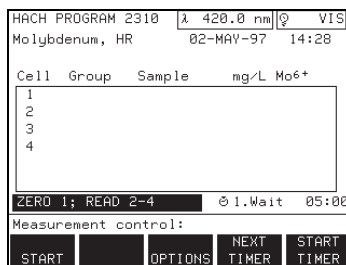 HACH PROGRAM 2310 λ 420.0 nm VIS
Molybdenum, HR 02-MAY-97 14:28
Cell Group Sample mg/L Mo6+
1
2
3
4
ZERO 1; READ 2-4 1.Wait 05:00
Measurement control:
START OPTIONS NEXT TIMER START TIMER